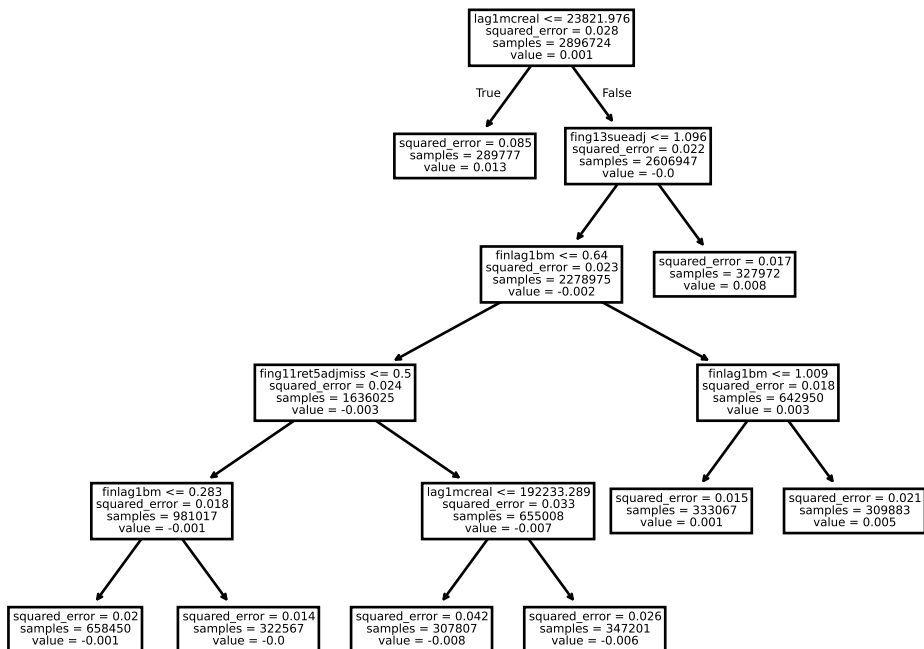 lag1mcreal <= 23821.976
squared_error = 0.028
samples = 2896724
value = 0.001
True
False
squared_error = 0.085
samples = 289777
value = 0.013
fing13sueadj <= 1.096
squared_error = 0.022
samples = 2606947
value = -0.0
finlag1bm <= 0.64
squared_error = 0.023
samples = 2278975
value = -0.002
squared_error = 0.017
samples = 327972
value = 0.008
fing11ret5adjmiss <= 0.5
squared_error = 0.024
samples = 1636025
value = -0.003
finlag1bm <= 1.009
squared_error = 0.018
samples = 642950
value = 0.003
finlag1bm <= 0.283
squared_error = 0.018
samples = 981017
value = -0.001
lag1mcreal <= 192233.289
squared_error = 0.033
samples = 655008
value = -0.007
squared_error = 0.015
samples = 333067
value = 0.001
squared_error = 0.021
samples = 309883
value = 0.005
squared_error = 0.02
samples = 658450
value = -0.001
squared_error = 0.014
samples = 322567
value = -0.0
squared_error = 0.042
samples = 307807
value = -0.008
squared_error = 0.026
samples = 347201
value = -0.006